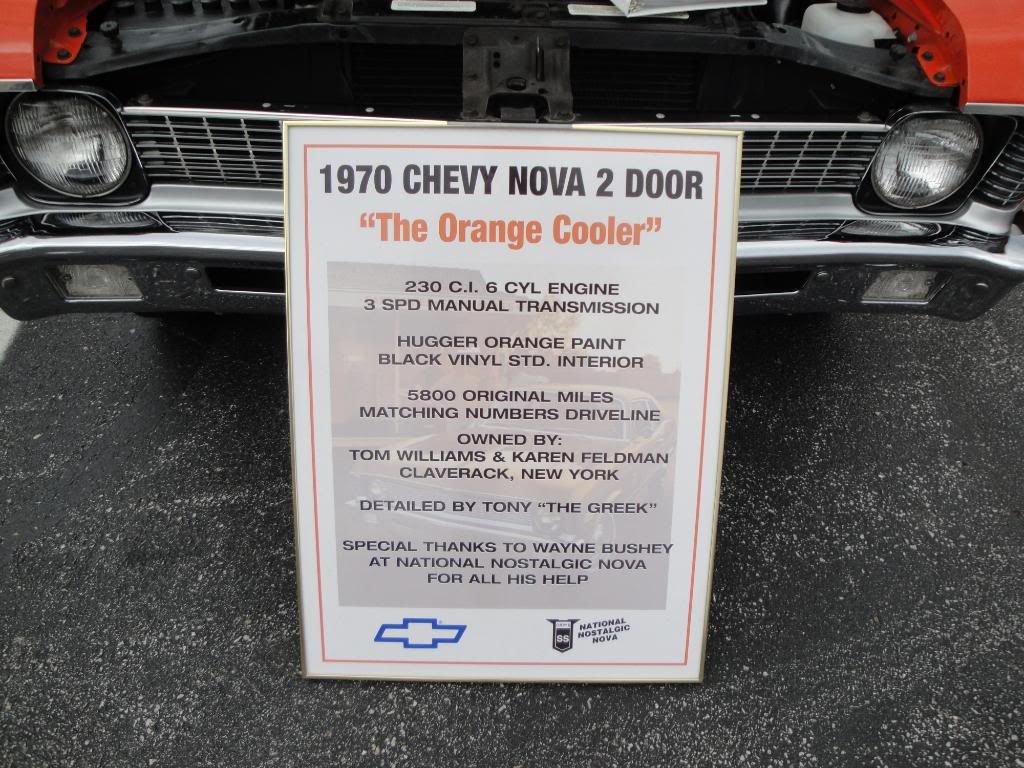 1970 CHEVY NOVA 2 DOOR
“The Orange Cooler”
230 C.I. 6 CYL ENGINE
3 SPD MANUAL TRANSMISSION
HUGGER ORANGE PAINT
BLACK VINYL STD. INTERIOR
5800 ORIGINAL MILES
MATCHING NUMBERS DRIVELINE
OWNED BY:
TOM WILLIAMS & KAREN FELDMAN
CLAVERACK, NEW YORK
DETAILED BY TONY “THE GREEK”
SPECIAL THANKS TO WAYNE BUSHEY
AT NATIONAL NOSTALGIC NOVA
FOR ALL HIS HELP
SS
NATIONAL
NOSTALGIC
NOVA